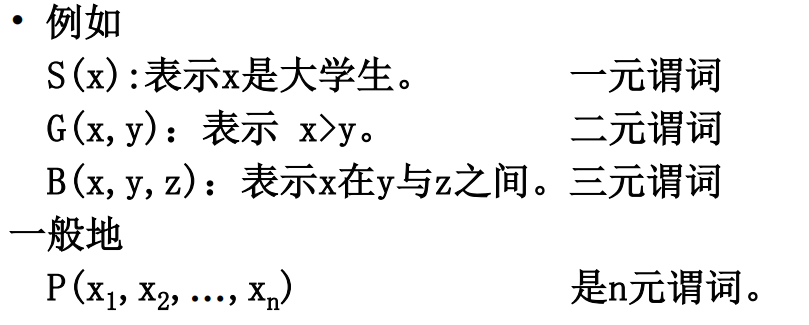 • 例如
S(x):表示x是大学生。 一元谓词
G(x,y): 表示 x>y。 二元谓词
B(x,y,z): 表示x在y与z之间。三元谓词
一般地
P(x₁,x₂,…,xₙ) 是n元谓词。